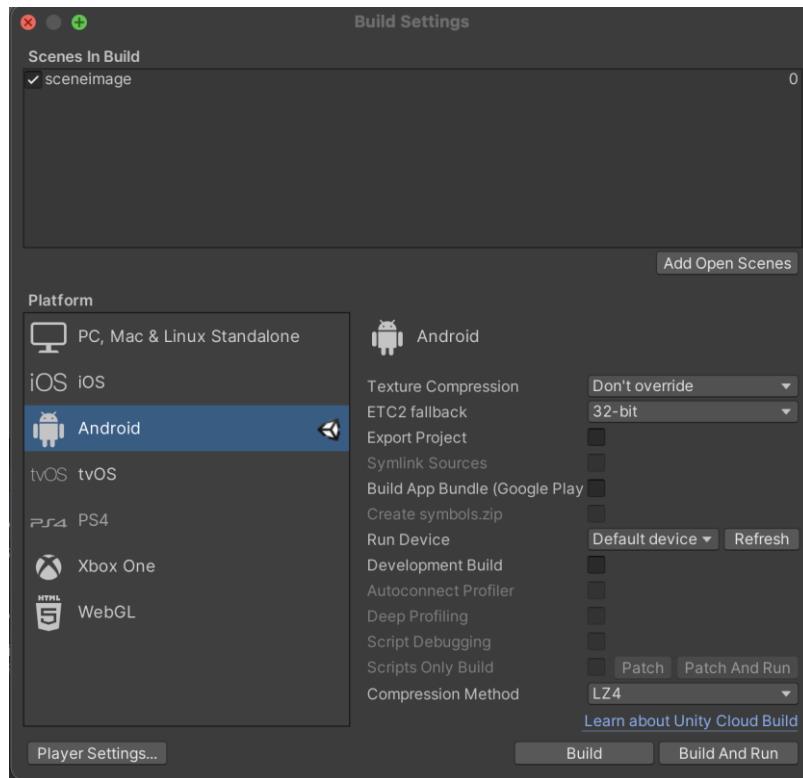 Build Settings
Scenes In Build
sceneimage 0
Add Open Scenes
Platform
PC, Mac & Linux Standalone
iOS iOS
Android
tvOS tvOS
PS4 PS4
Xbox One
HTML 5 WebGL
Android
Texture Compression Don't override
ETC2 fallback 32-bit
Export Project
Symlink Sources
Build App Bundle (Google Play
Create symbols.zip
Run Device Default device Refresh
Development Build
Autoconnect Profiler
Deep Profiling
Script Debugging
Scripts Only Build Patch Patch And Run
Compression Method LZ4
Learn about Unity Cloud Build
Player Settings... Build Build And Run